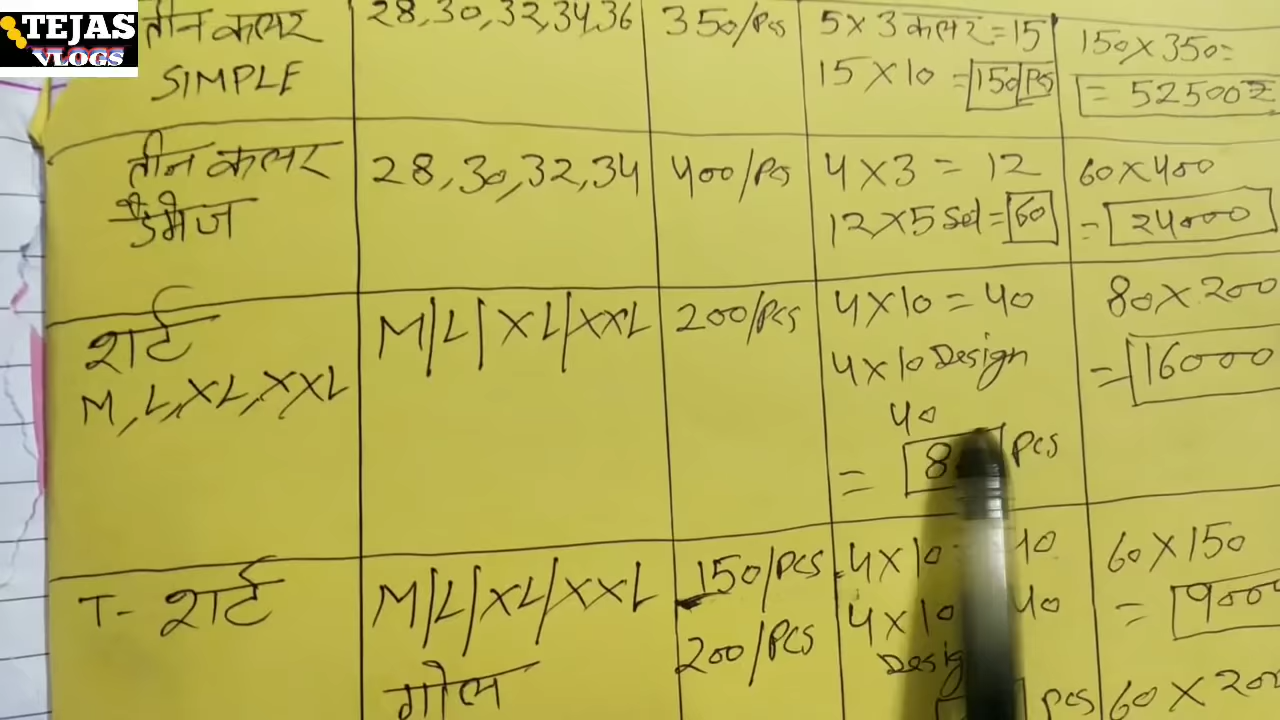 TEJAS
VLOGS
तीन कलर
SIMPLE
28,30,32,34,36
350/Pcs
5 X 3 कलर = 15
15 X 10 = 150 Pcs
150 X 350=
= 52500₹
तीन कलर
डैमेज
28,30,32,34
400/Pcs
4 X 3 = 12
12 X 5 Set = 60
60 X 400
= 24000
शर्ट
M, L, XL, XXL
M/L/XL/XXL
200/Pcs
4 X 10 = 40
4 X 10 Design
40
= Pcs
80 X 200
= 16000
T- शर्ट
M/L/XL/XXL
गोल
150/Pcs
200/Pcs
4 X 10
4 X 10 40
Pcs
60 X 150
= 9000
60 X 200